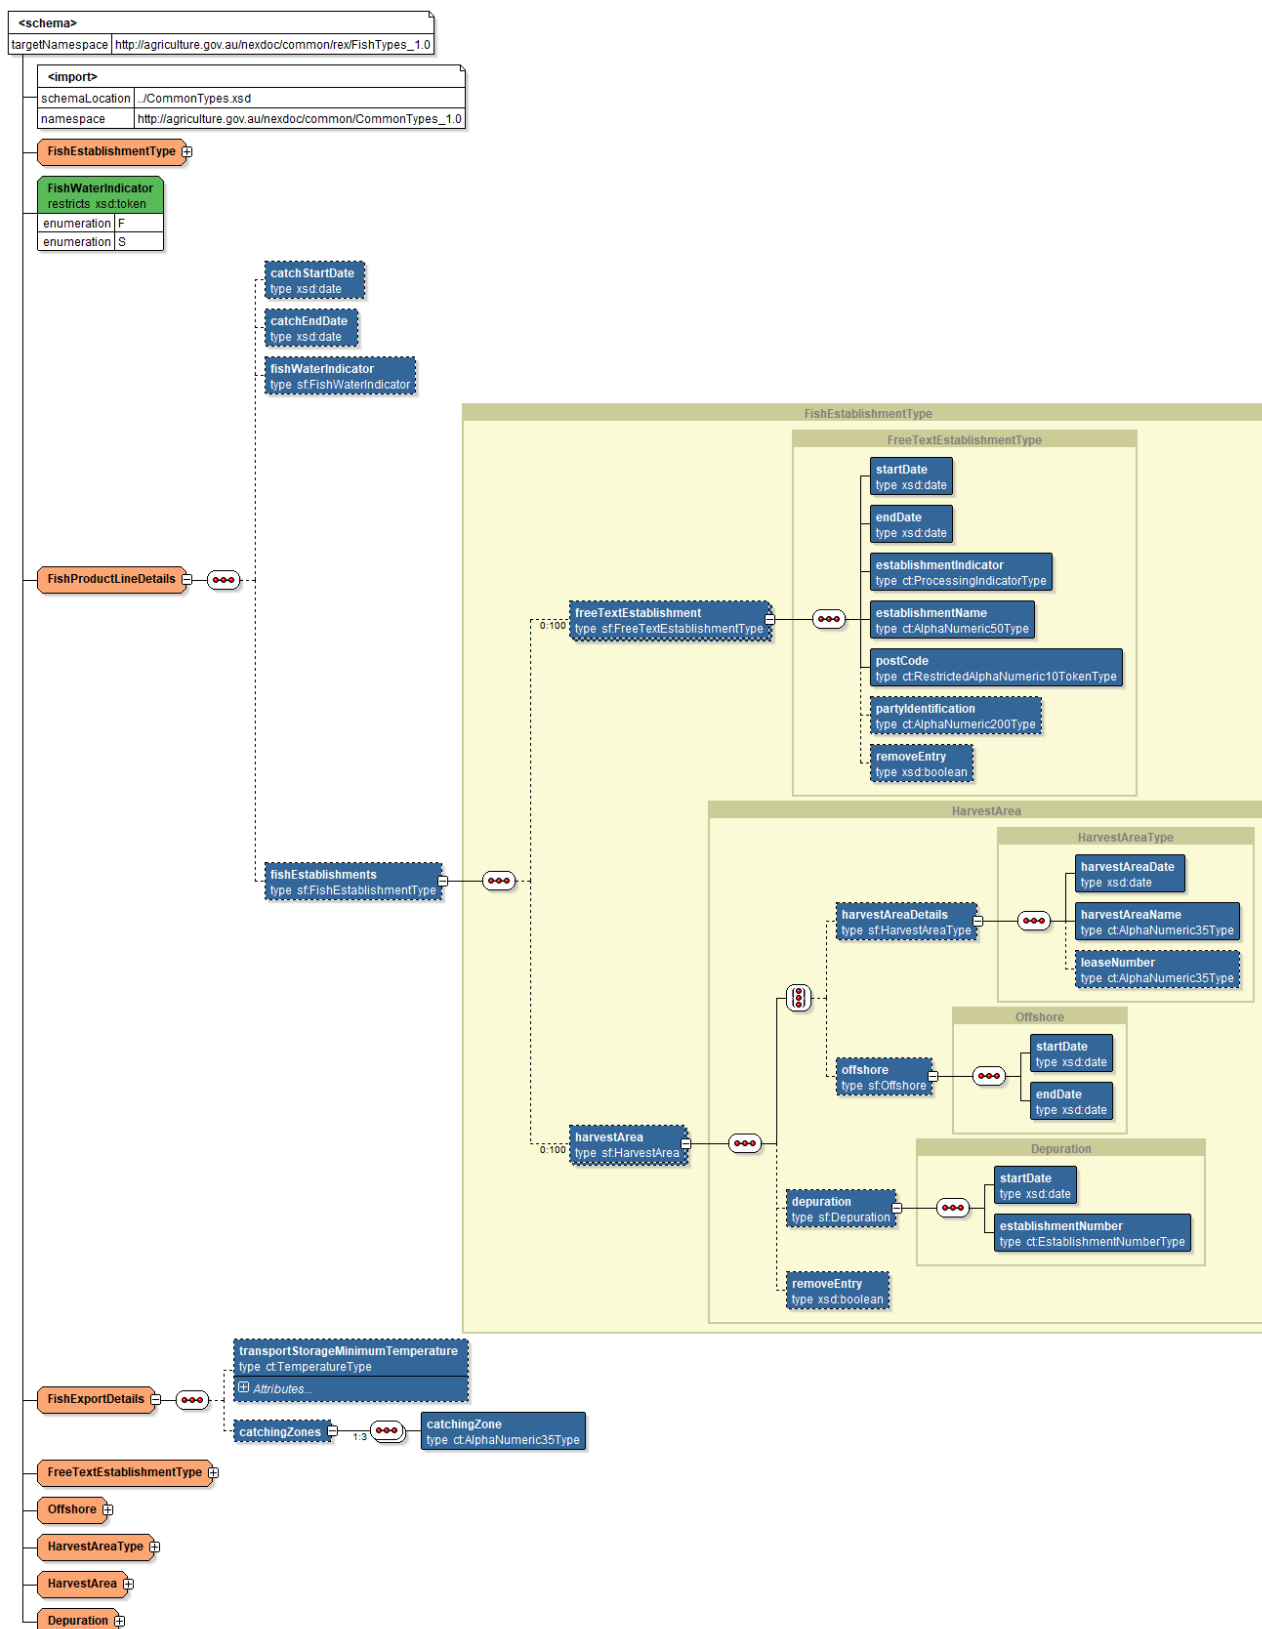 <schema>
targetNamespace http://agriculture.gov.au/nexdoc/common/rex/FishTypes_1.0
<import>
schemaLocation ../CommonTypes.xsd
namespace http://agriculture.gov.au/nexdoc/common/CommonTypes_1.0
FishEstablishmentType
FishWaterIndicator
restricts xsd:token
enumeration F
enumeration S
catchStartDate
type xsd:date
catchEndDate
type xsd:date
fishWaterIndicator
type sf:FishWaterIndicator
FishEstablishmentType
FreeTextEstablishmentType
startDate
type xsd:date
endDate
type xsd:date
establishmentIndicator
type ct:ProcessingIndicatorType
FishProductLineDetails
freeTextEstablishment
type sf:FreeTextEstablishmentType
0:100
establishmentName
type ct:AlphaNumeric50Type
postCode
type ct:RestrictedAlphaNumeric10TokenType
partyIdentification
type ct:AlphaNumeric200Type
removeEntry
type xsd:boolean
HarvestArea
HarvestAreaType
harvestAreaDate
type xsd:date
fishEstablishments
type sf:FishEstablishmentType
harvestAreaDetails
type sf:HarvestAreaType
harvestAreaName
type ct:AlphaNumeric35Type
leaseNumber
type ct:AlphaNumeric35Type
Offshore
startDate
type xsd:date
offshore
type sf:Offshore
endDate
type xsd:date
harvestArea
type sf:HarvestArea
0:100
Depuration
startDate
type xsd:date
depuration
type sf:Depuration
establishmentNumber
type ct:EstablishmentNumberType
removeEntry
type xsd:boolean
transportStorageMinimumTemperature
type ct:TemperatureType
Attributes...
FishExportDetails
catchingZones
1:3
catchingZone
type ct:AlphaNumeric35Type
FreeTextEstablishmentType
Offshore
HarvestAreaType
HarvestArea
Depuration